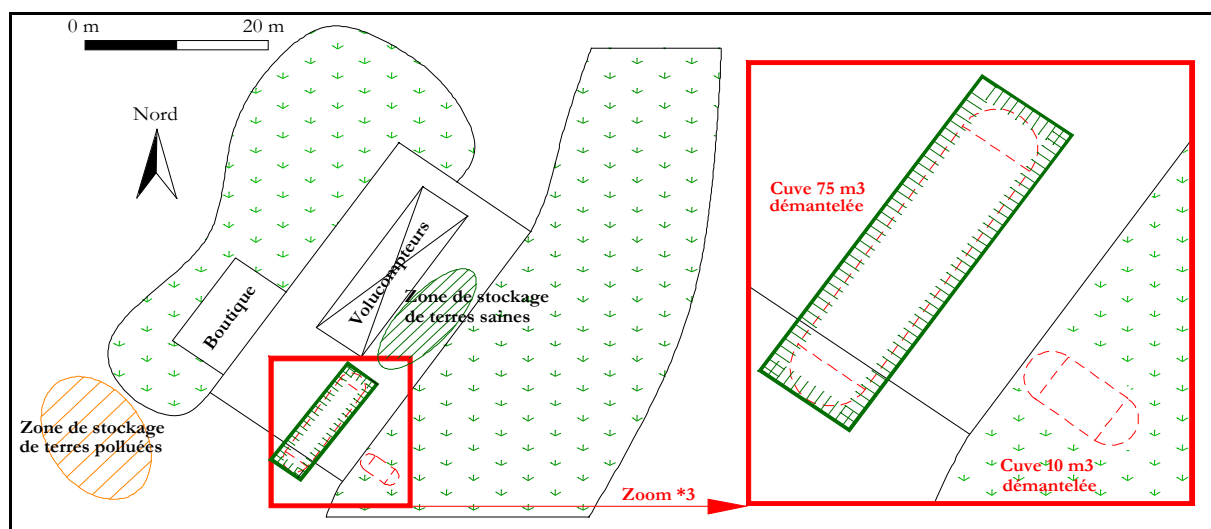 0 m
20 m
Nord
Boutique
Volucompteurs
Zone de stockage
de terres saines
Zone de stockage
de terres polluées
Zoom *3
Cuve 75 m3
démantelée
Cuve 10 m3
démantelée